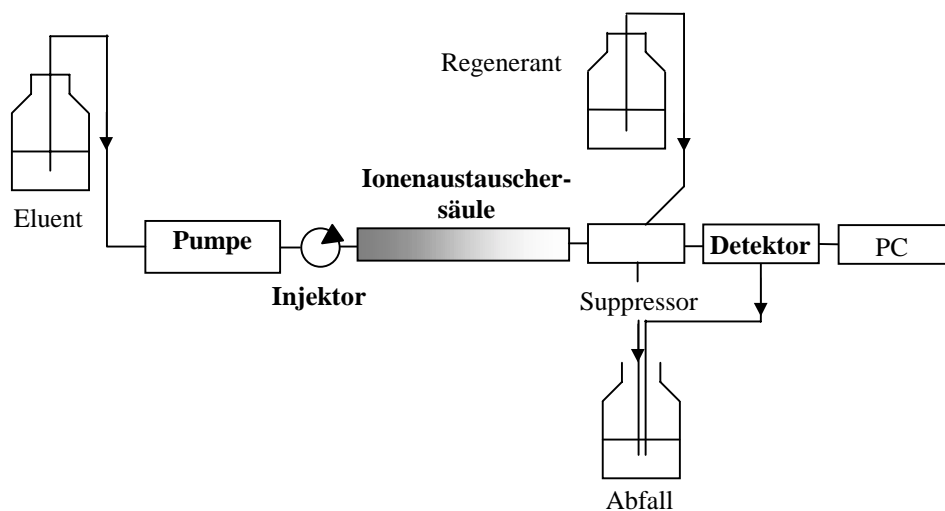 Regenerant
Ionenaustauscher-
säule
Eluent
Pumpe
Detektor
PC
Injektor
Suppressor
Abfall